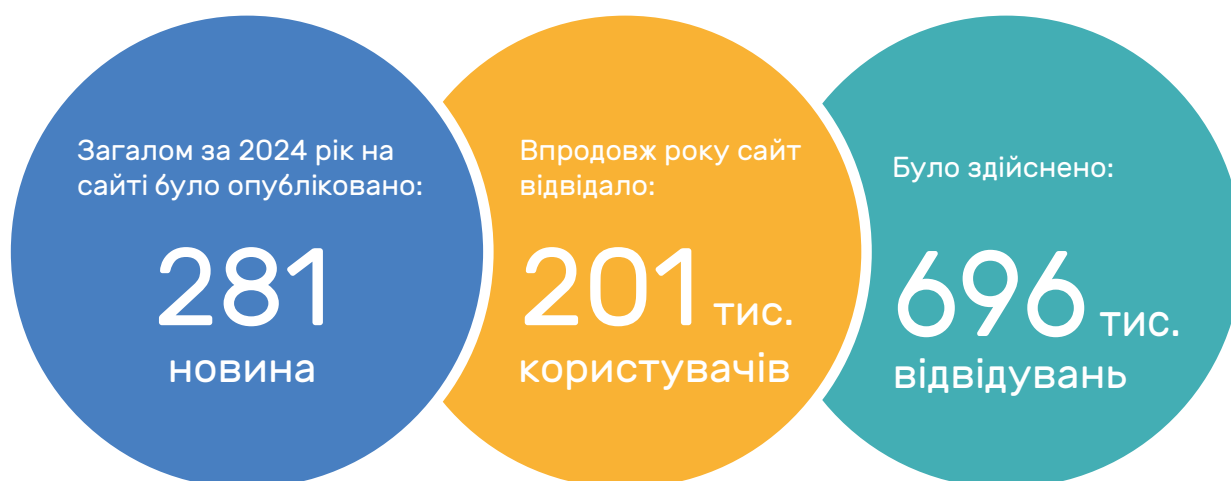 Загалом за 2024 рік на
сайті було опубліковано:
281
новина
Впродовж року сайт
відвідало:
201 тис.
користувачів
Було здійснено:
696 тис.
відвідувань